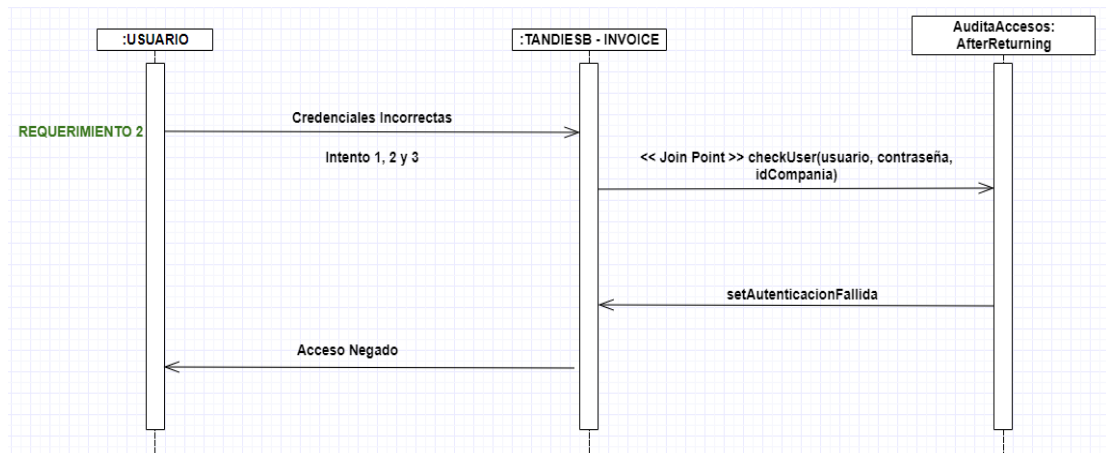 :USUARIO
:TANDIESB - INVOICE
AuditaAccesos:
AfterReturning
REQUERIMIENTO 2
Credenciales Incorrectas
Intento 1, 2 y 3
<< Join Point >> checkUser(usuario, contraseña,
idCompania)
setAutenticacionFallida
Acceso Negado